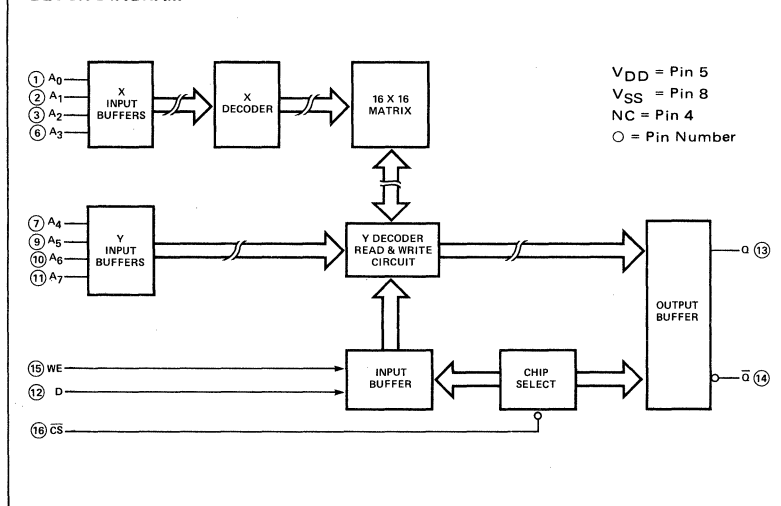 ① A0
② A1
③ A2
⑥ A3
X
INPUT
BUFFERS
X
DECODER
16 X 16
MATRIX
VDD = Pin 5
VSS = Pin 8
NC = Pin 4
○ = Pin Number
⑦ A4
⑨ A5
⑩ A6
⑪ A7
Y
INPUT
BUFFERS
Y DECODER
READ & WRITE
CIRCUIT
OUTPUT
BUFFER
Q ⑬
Q̅ ⑭
⑮ WE
⑫ D
INPUT
BUFFER
CHIP
SELECT
⑯ C̅S̅